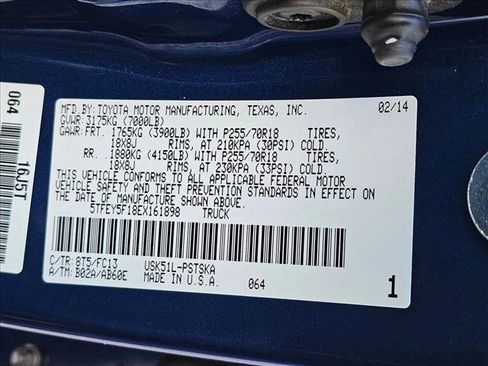 MFD.BY: TOYOTA MOTOR MANUFACTURING, TEXAS, INC. 02/14
GVWR: 3175KG (7000LB)
GAWR: FRT. 1765KG (3900LB) WITH P255/70R18 TIRES,
18X8J RIMS, AT 210KPA (30PSI) COLD.
RR. 1880KG (4150LB) WITH P255/70R18 TIRES,
18X8J RIMS, AT 230KPA (33PSI) COLD.
THIS VEHICLE CONFORMS TO ALL APPLICABLE FEDERAL MOTOR
VEHICLE SAFETY AND THEFT PREVENTION STANDARDS IN EFFECT
ON THE DATE OF MANUFACTURE SHOWN ABOVE.
5TFEY5F18EX161898 TRUCK
C/TR: 8T5/FC13 USK51L-PSTSKA
A/TM: B02A/AB60E MADE IN U.S.A. 064 1
064 16J5T